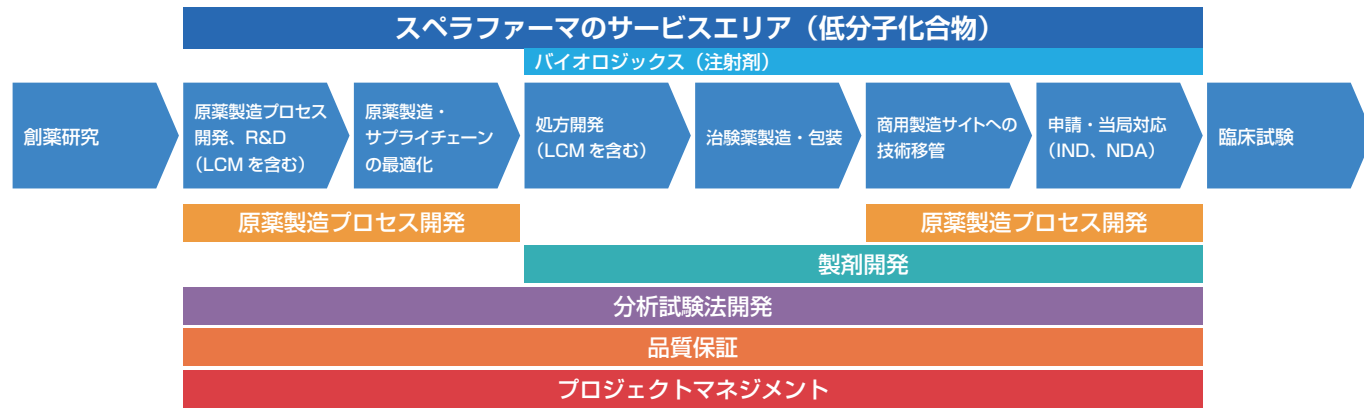 スペラファーマのサービスエリア（低分子化合物）
バイオロジックス（注射剤）
創薬研究
原薬製造プロセス
開発、R&D
（LCMを含む）
原薬製造・
サプライチェーン
の最適化
処方開発
（LCMを含む）
治験薬製造・包装
商用製造サイトへの
技術移管
申請・当局対応
（IND、NDA）
臨床試験
原薬製造プロセス開発
原薬製造プロセス開発
製剤開発
分析試験法開発
品質保証
プロジェクトマネジメント